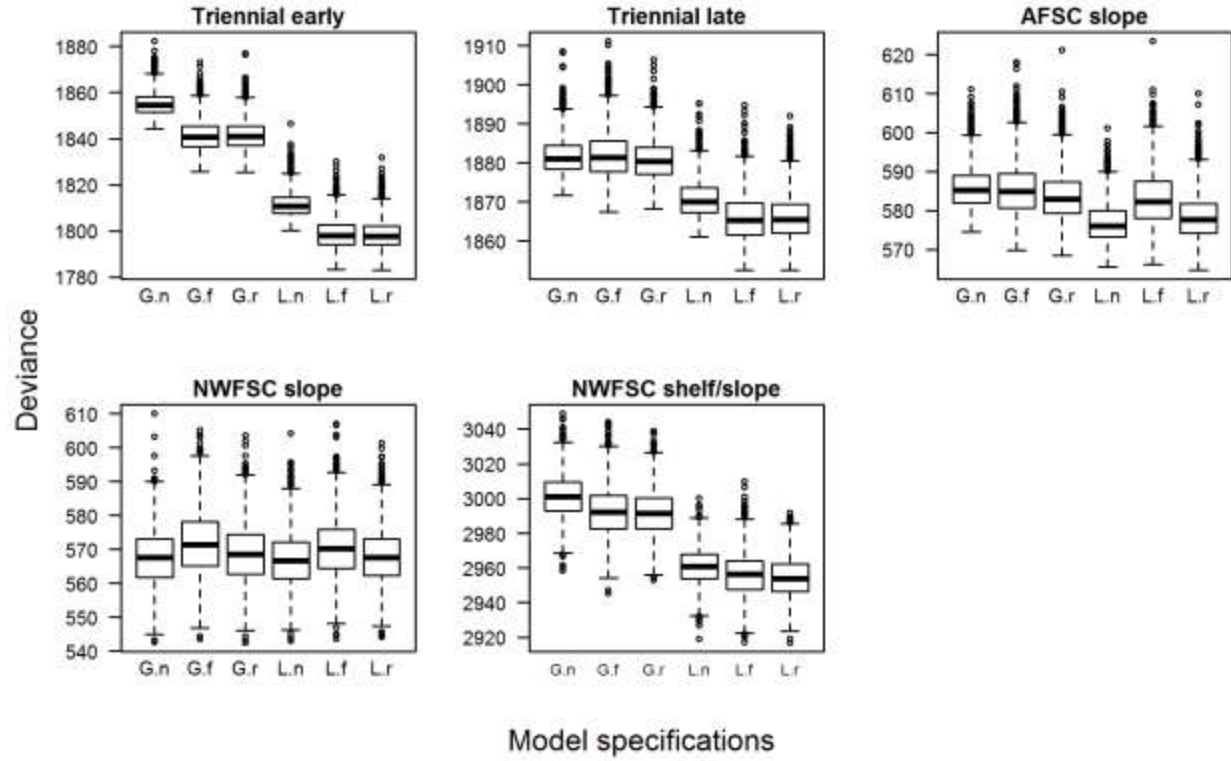 Triennial early
1880
1860
1840
1820
1800
1780
G.n G.f G.r L.n L.f L.r
Triennial late
1910
1900
1890
1880
1870
1860
G.n G.f G.r L.n L.f L.r
AFSC slope
620
610
600
590
580
570
G.n G.f G.r L.n L.f L.r
Deviance
NWFSC slope
610
600
590
580
570
560
550
540
G.n G.f G.r L.n L.f L.r
NWFSC shelf/slope
3040
3020
3000
2980
2960
2940
2920
G.n G.f G.r L.n L.f L.r
Model specifications